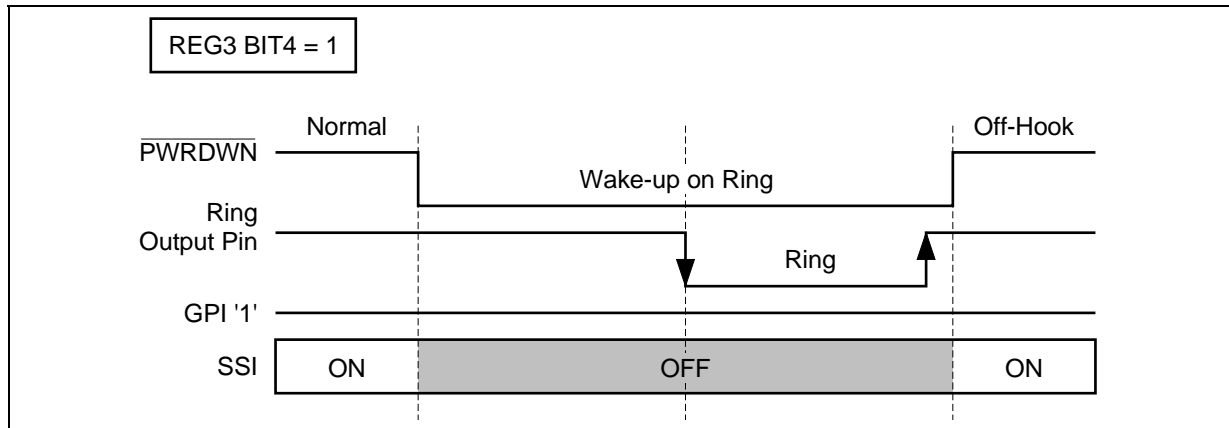 REG3 BIT4 = 1
Normal
Off-Hook
PWRDWN
Wake-up on Ring
Ring
Output Pin
Ring
GPI '1'
SSI
ON
OFF
ON